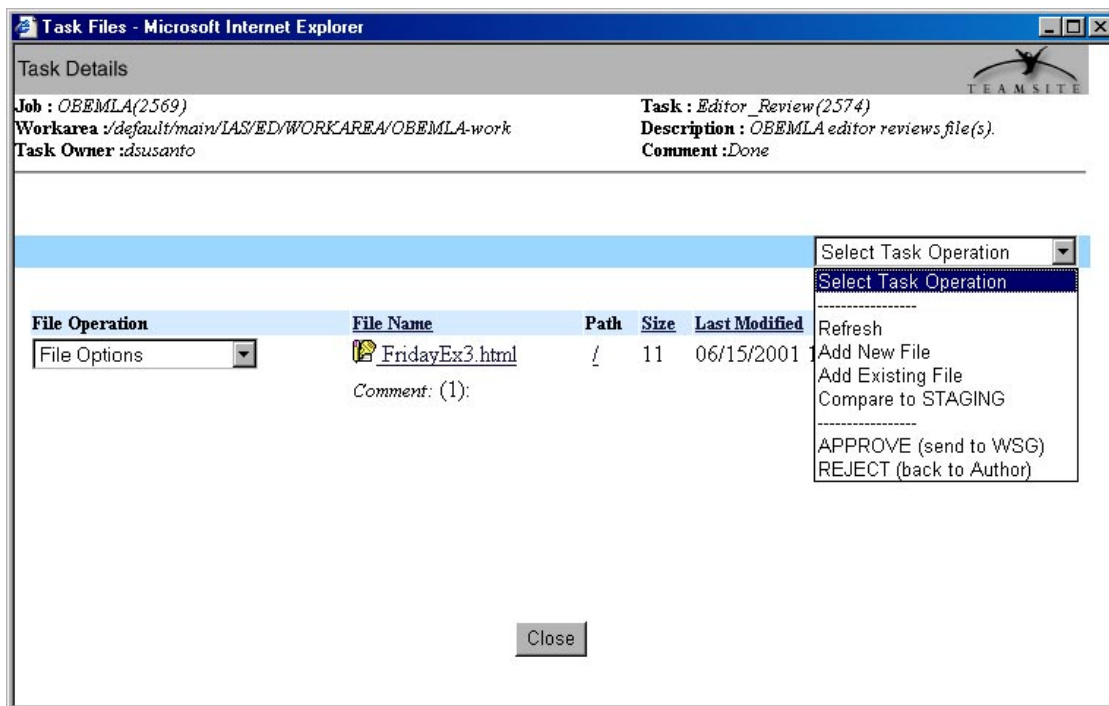 Task Files - Microsoft Internet Explorer
Task Details
TEAMSITE
Job : OBEMLA(2569)
Task : Editor_Review(2574)
Workarea :/default/main/IAS/ED/WORKAREA/OBEMLA-work
Description : OBEMLA editor reviews file(s).
Task Owner :dsusanto
Comment :Done
Select Task Operation
Select Task Operation
----------------
Refresh
Add New File
Add Existing File
Compare to STAGING
----------------
APPROVE (send to WSG)
REJECT (back to Author)
File Operation File Name Path Size Last Modified
File Options FridayEx3.html / 11 06/15/2001
Comment: (1):
Close